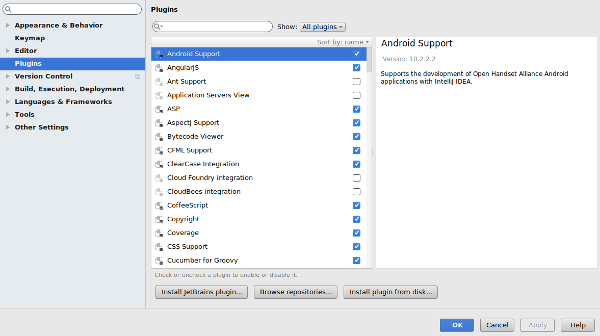 Plugins
Show: All plugins
Appearance & Behavior
Keymap
Editor
Plugins
Version Control
Build, Execution, Deployment
Languages & Frameworks
Tools
Other Settings
Sort by: name
Android Support
AngularJS
Ant Support
Application Servers View
ASP
AspectJ Support
Bytecode Viewer
CFML Support
ClearCase Integration
Cloud Foundry integration
CloudBees integration
CoffeeScript
Copyright
Coverage
CSS Support
Cucumber for Groovy
Check or uncheck a plugin to enable or disable it.
Install JetBrains plugin...
Browse repositories...
Install plugin from disk...
Android Support
Version: 10.2.2.2
Supports the development of Open Handset Alliance Android
applications with IntelliJ IDEA.
OK
Cancel
Apply
Help